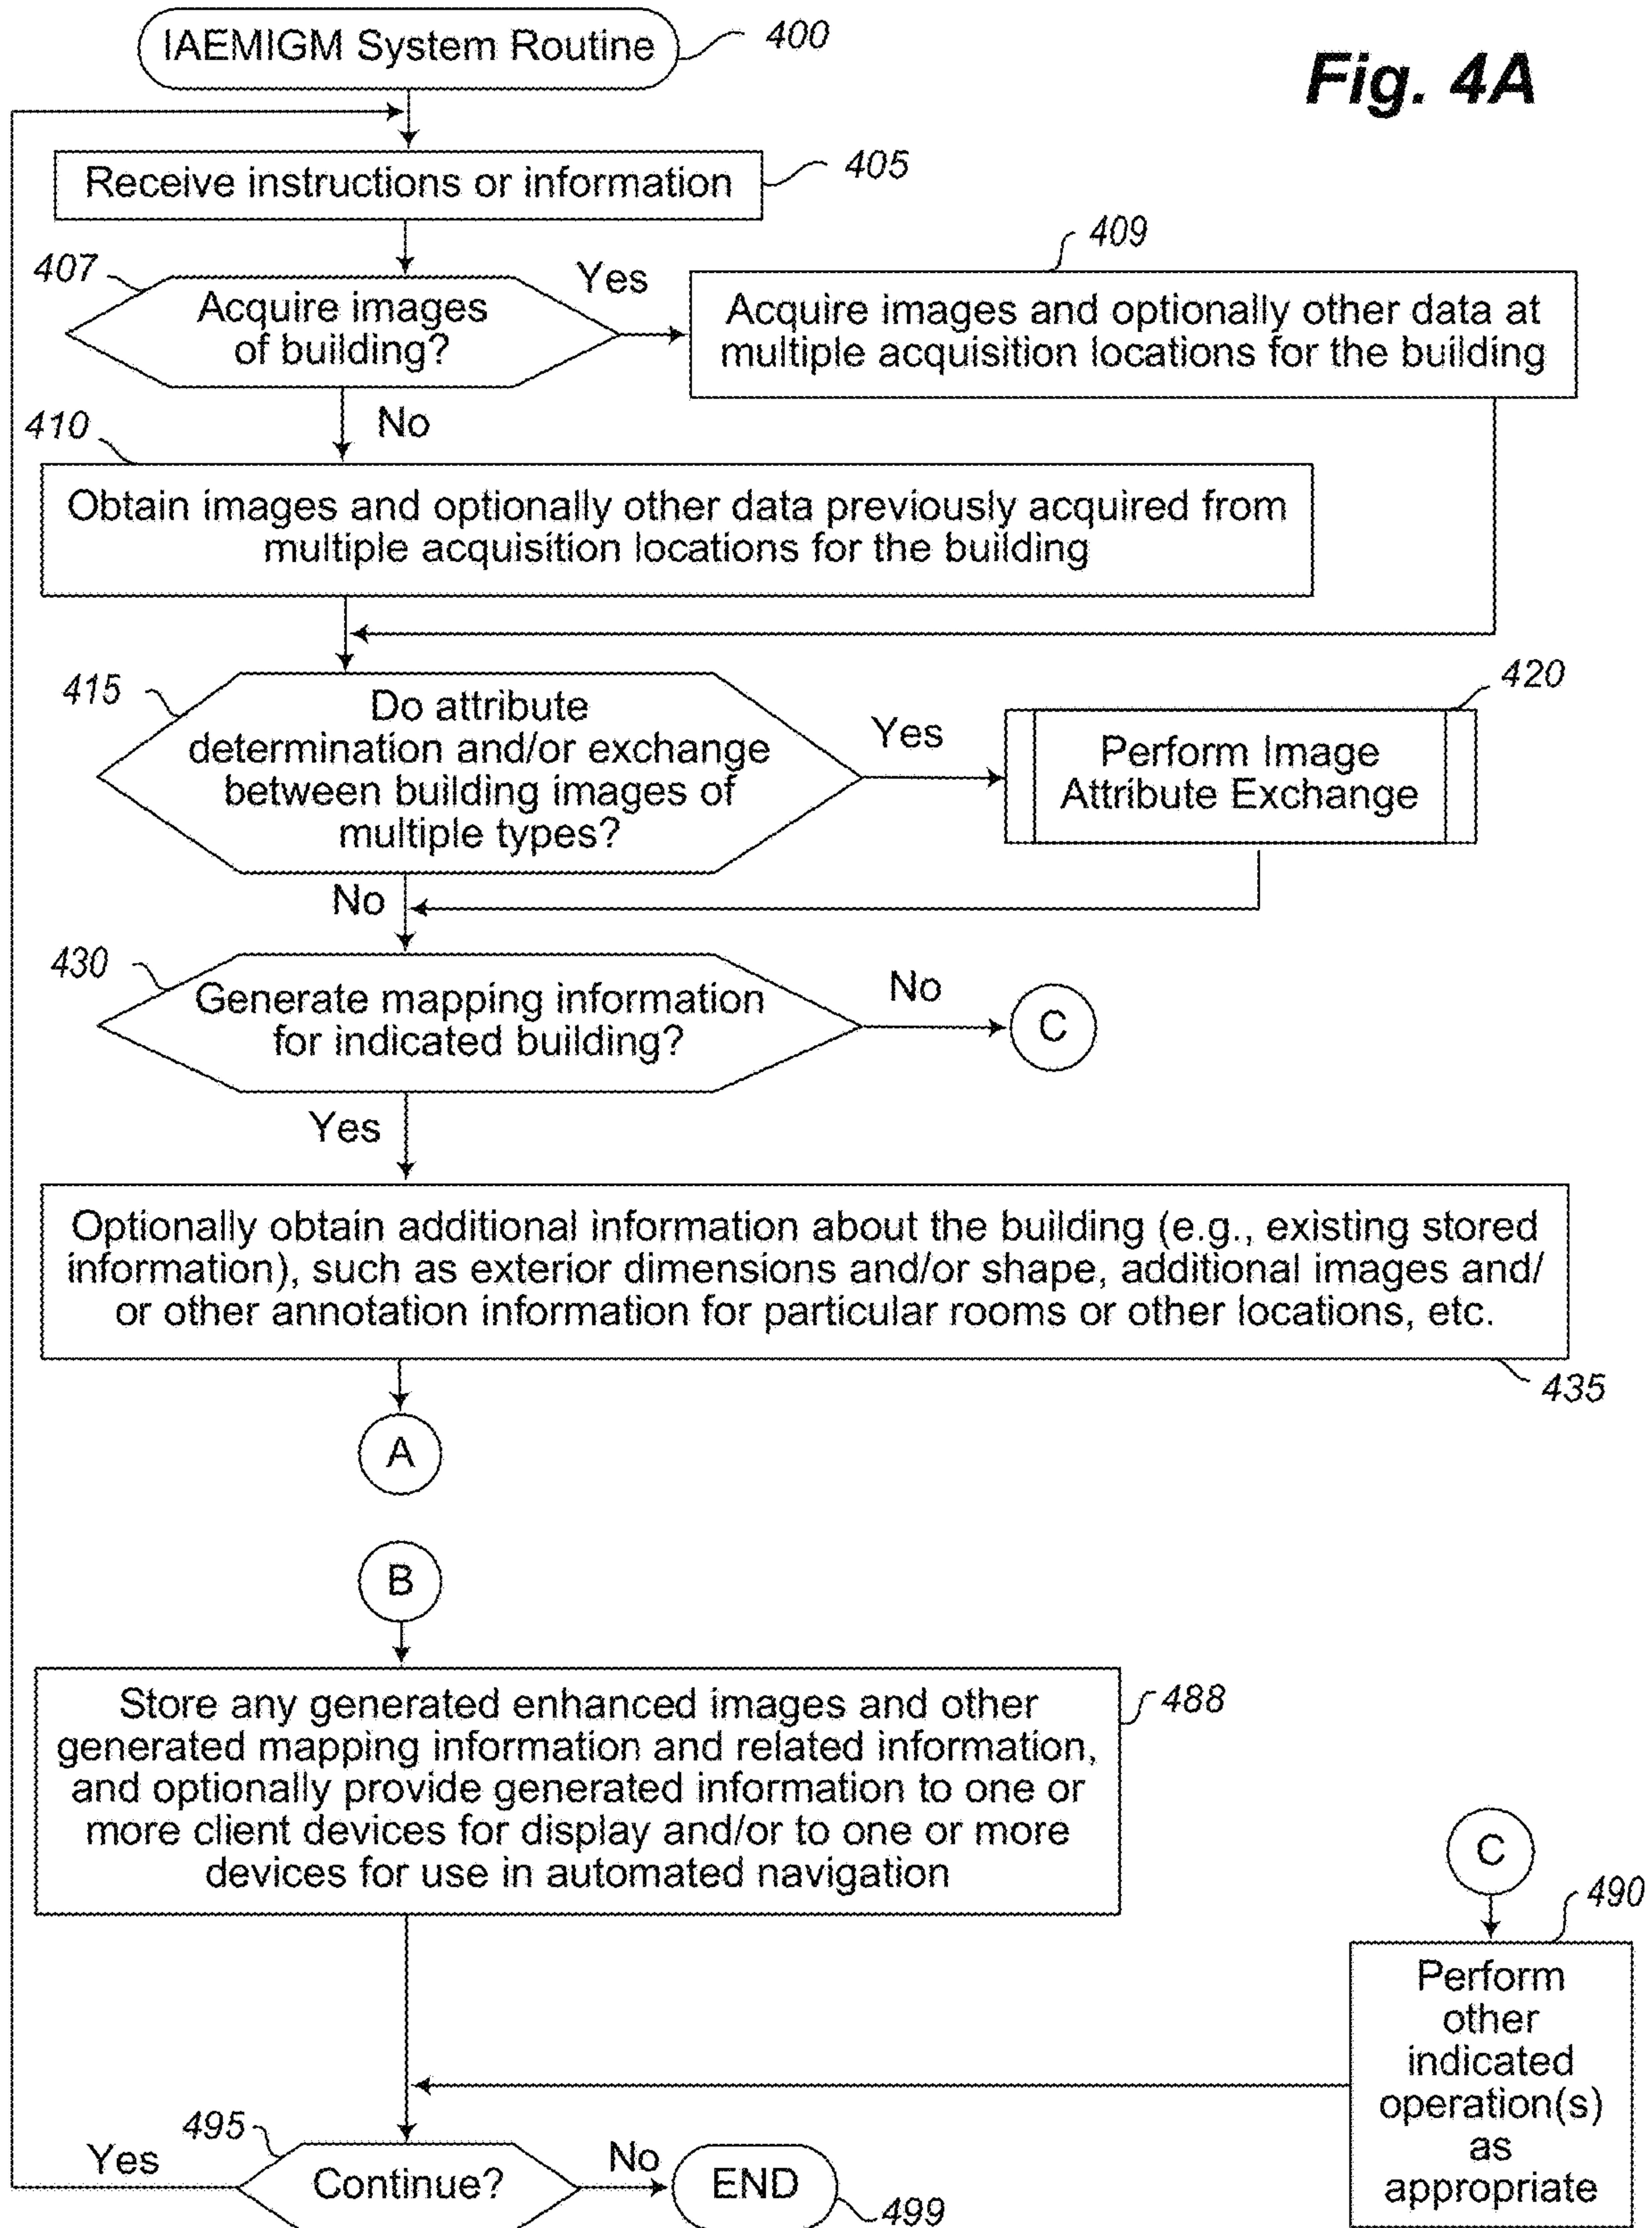 IAEMIGM System Routine
400
Fig. 4A
Receive instructions or information
405
409
407
Acquire images
of building?
Yes
Acquire images and optionally other data at
multiple acquisition locations for the building
No
410
Obtain images and optionally other data previously acquired from
multiple acquisition locations for the building
415
Do attribute
determination and/or exchange
between building images of
multiple types?
Yes
420
Perform Image
Attribute Exchange
No
430
Generate mapping information
for indicated building?
No
C
Yes
Optionally obtain additional information about the building (e.g., existing stored
information), such as exterior dimensions and/or shape, additional images and/
or other annotation information for particular rooms or other locations, etc.
435
A
B
Store any generated enhanced images and other
generated mapping information and related information,
and optionally provide generated information to one or
more client devices for display and/or to one or more
devices for use in automated navigation
488
C
490
Perform
other
indicated
operation(s)
as
appropriate
495
Yes
Continue?
No
END
499